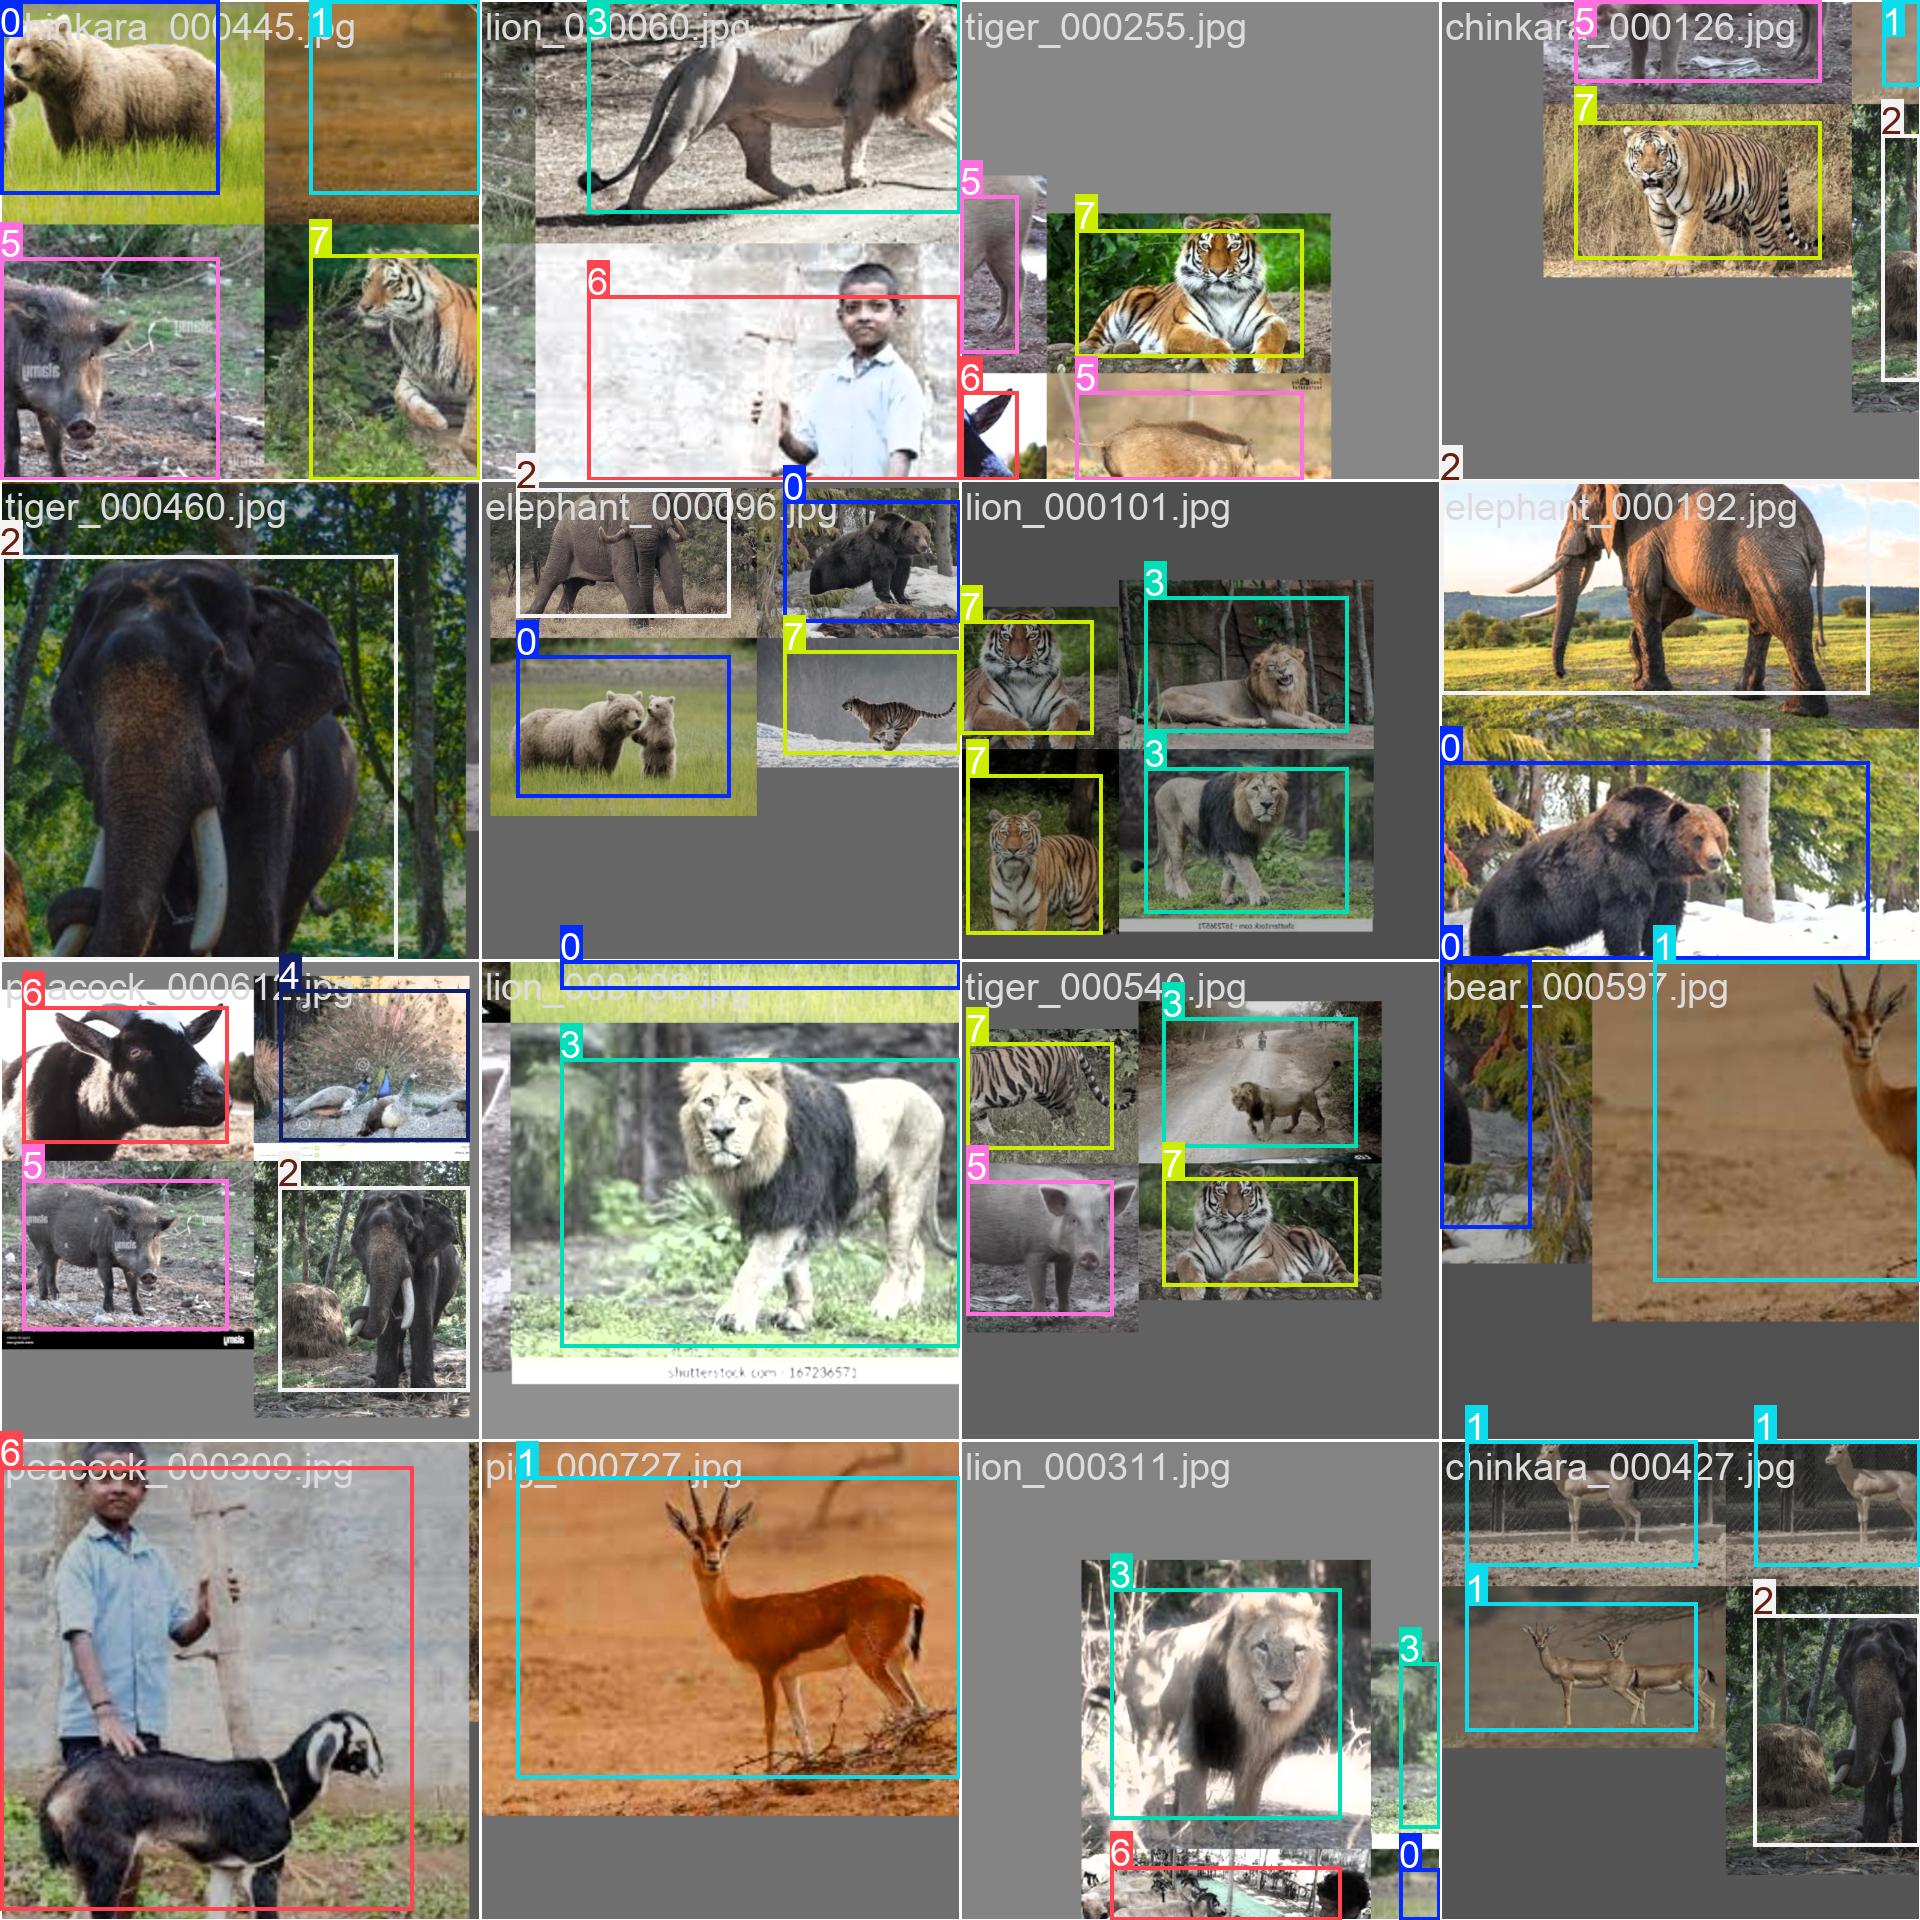 0
chinkara_000445.jpg
1
5
7
lion_000060.jpg
3
6
tiger_000255.jpg
5
7
6
5
chinkara_000126.jpg
5
1
7
2
tiger_000460.jpg
2
elephant_000096.jpg
2
0
0
7
lion_000101.jpg
7
3
7
3
elephant_000192.jpg
2
0
peacock_000612.jpg
6
4
5
2
0
3
shutterstock.com · 167236571
tiger_000540.jpg
7
3
5
7
bear_000597.jpg
0
1
peacock_000309.jpg
6
pig_000727.jpg
1
lion_000311.jpg
3
3
6
0
chinkara_000427.jpg
1
1
1
2